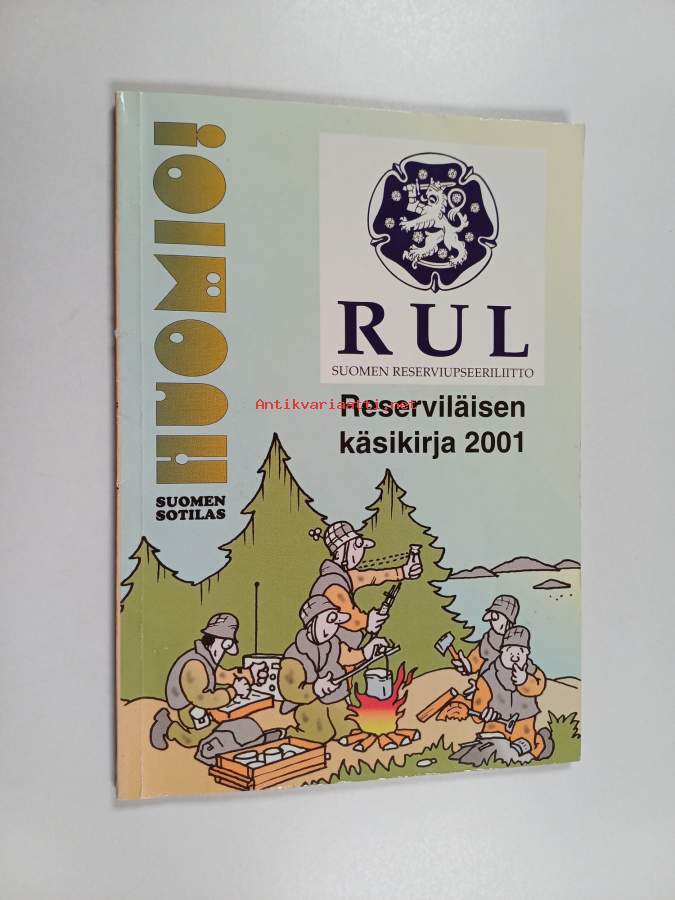 HUOMIO!
SUOMEN
SOTILAS
RUL
SUOMEN RESERVIUPSEERILIITTO
Reserviläisen
käsikirja 2001
Antikvariaatti.net